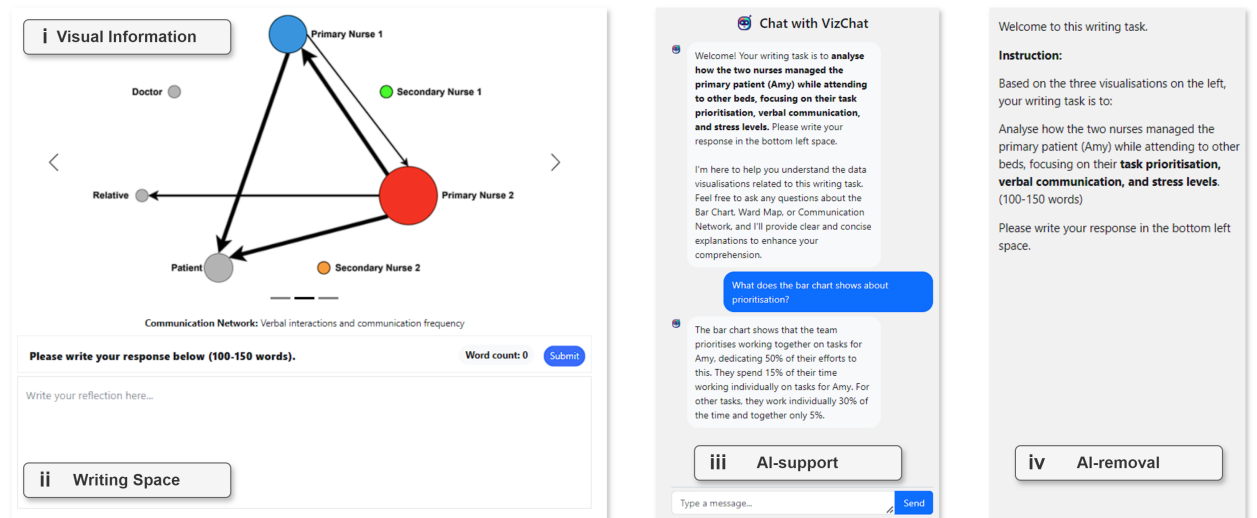 i Visual Information
Primary Nurse 1
Doctor
Secondary Nurse 1
Relative
Primary Nurse 2
Patient
Secondary Nurse 2
Communication Network: Verbal interactions and communication frequency
Please write your response below (100-150 words).
Word count: 0
Submit
Write your reflection here...
ii Writing Space
Chat with VizChat
Welcome! Your writing task is to analyse
how the two nurses managed the
primary patient (Amy) while attending
to other beds, focusing on their task
prioritisation, verbal communication,
and stress levels. Please write your
response in the bottom left space.
I'm here to help you understand the data
visualisations related to this writing task.
Feel free to ask any questions about the
Bar Chart, Ward Map, or Communication
Network, and I'll provide clear and concise
explanations to enhance your
comprehension.
What does the bar chart shows about
prioritisation?
The bar chart shows that the team
prioritises working together on tasks for
Amy, dedicating 50% of their efforts to
this. They spend 15% of their time
working individually on tasks for Amy. For
other tasks, they work individually 30% of
the time and together only 5%.
iii AI-support
Type a message...
Send
Welcome to this writing task.
Instruction:
Based on the three visualisations on the left,
your writing task is to:
Analyse how the two nurses managed the
primary patient (Amy) while attending to other
beds, focusing on their task prioritisation,
verbal communication, and stress levels.
(100-150 words)
Please write your response in the bottom left
space.
iv AI-removal